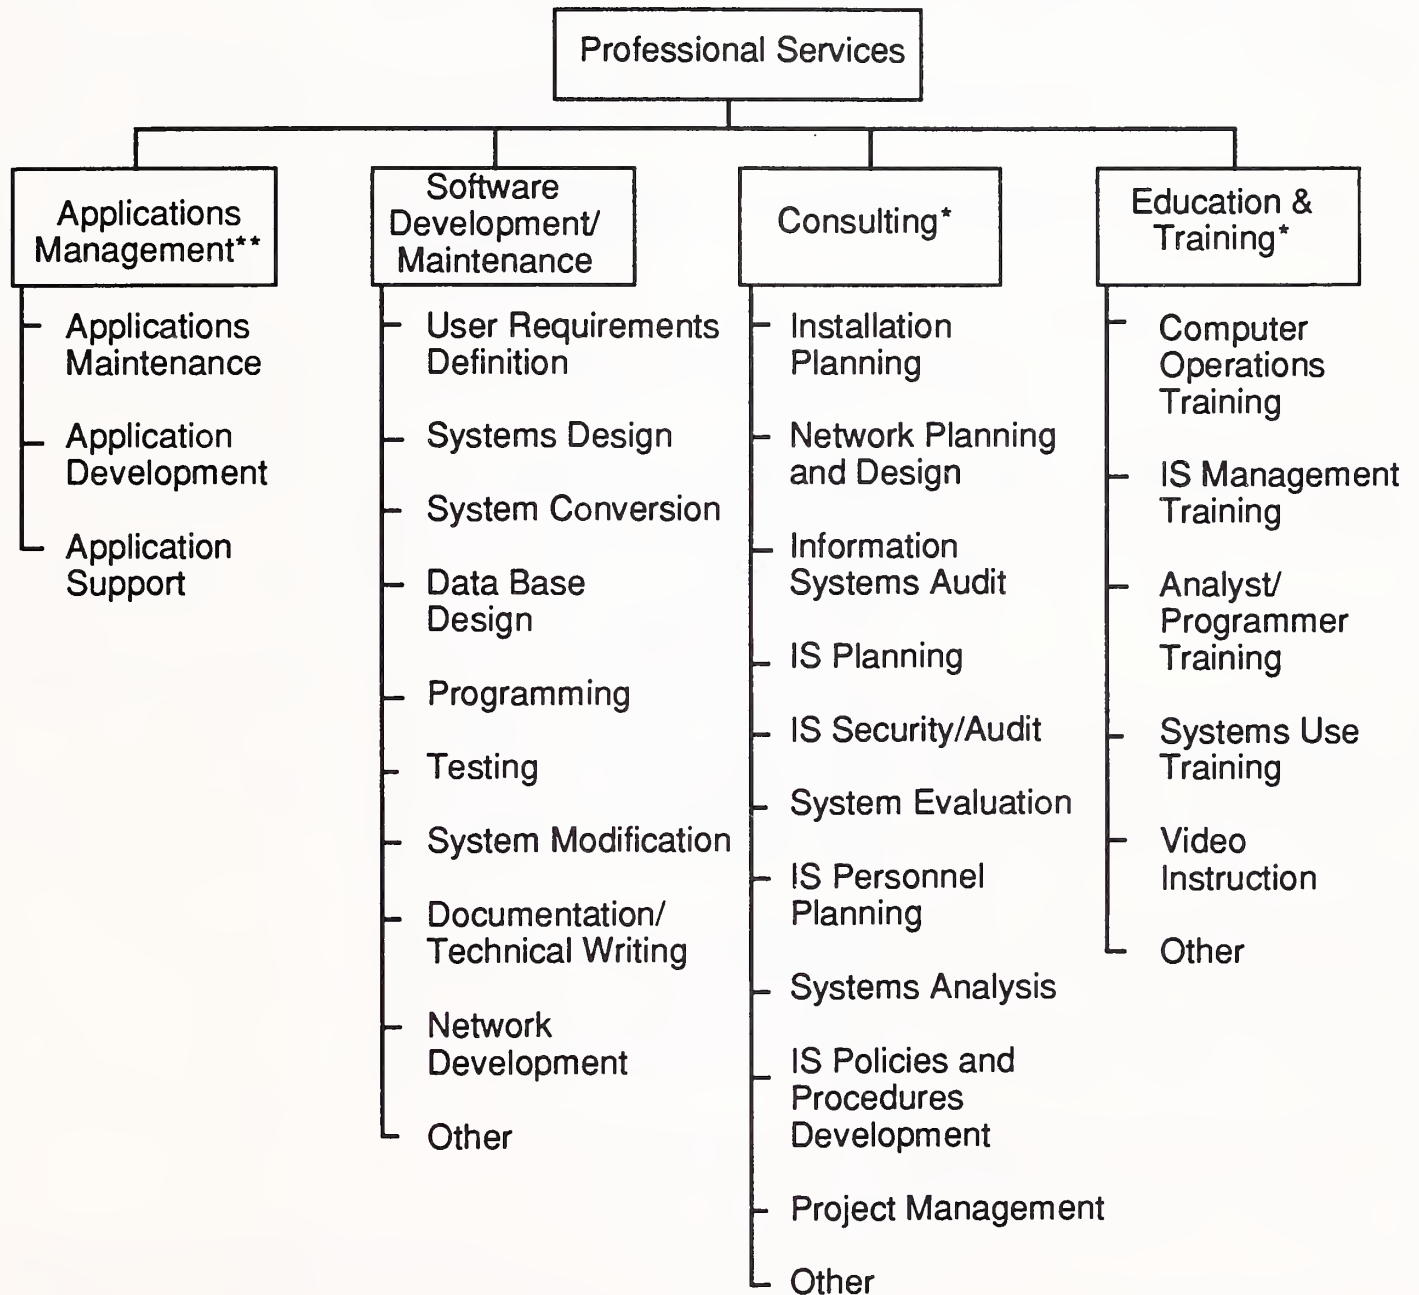 Professional Services
Applications
Management**
Applications
Maintenance
Application
Development
Application
Support
Software
Development/
Maintenance
User Requirements
Definition
Systems Design
System Conversion
Data Base
Design
Programming
Testing
System Modification
Documentation/
Technical Writing
Network
Development
Other
Consulting*
Installation
Planning
Network Planning
and Design
Information
Systems Audit
IS Planning
IS Security/Audit
System Evaluation
IS Personnel
Planning
Systems Analysis
IS Policies and
Procedures
Development
Project Management
Other
Education &
Training*
Computer
Operations
Training
IS Management
Training
Analyst/
Programmer
Training
Systems Use
Training
Video
Instruction
Other